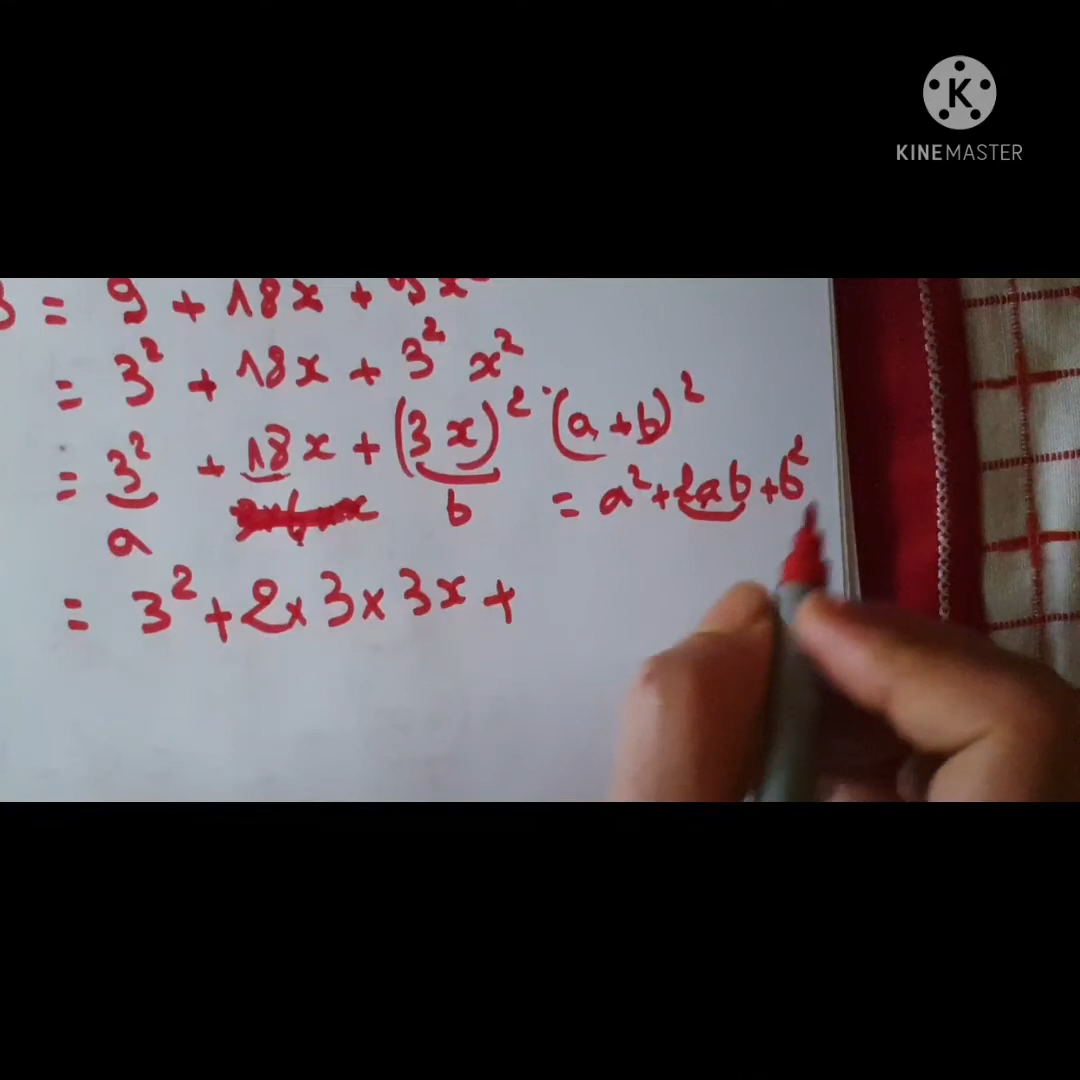 K
KINEMASTER
= 9 + 18x + 9x²
= 3² + 18x + 3² x²
= 3² + 18x + (3x)²
a b
(a+b)²
= a²+2ab+b²
= 3²+2×3×3x +